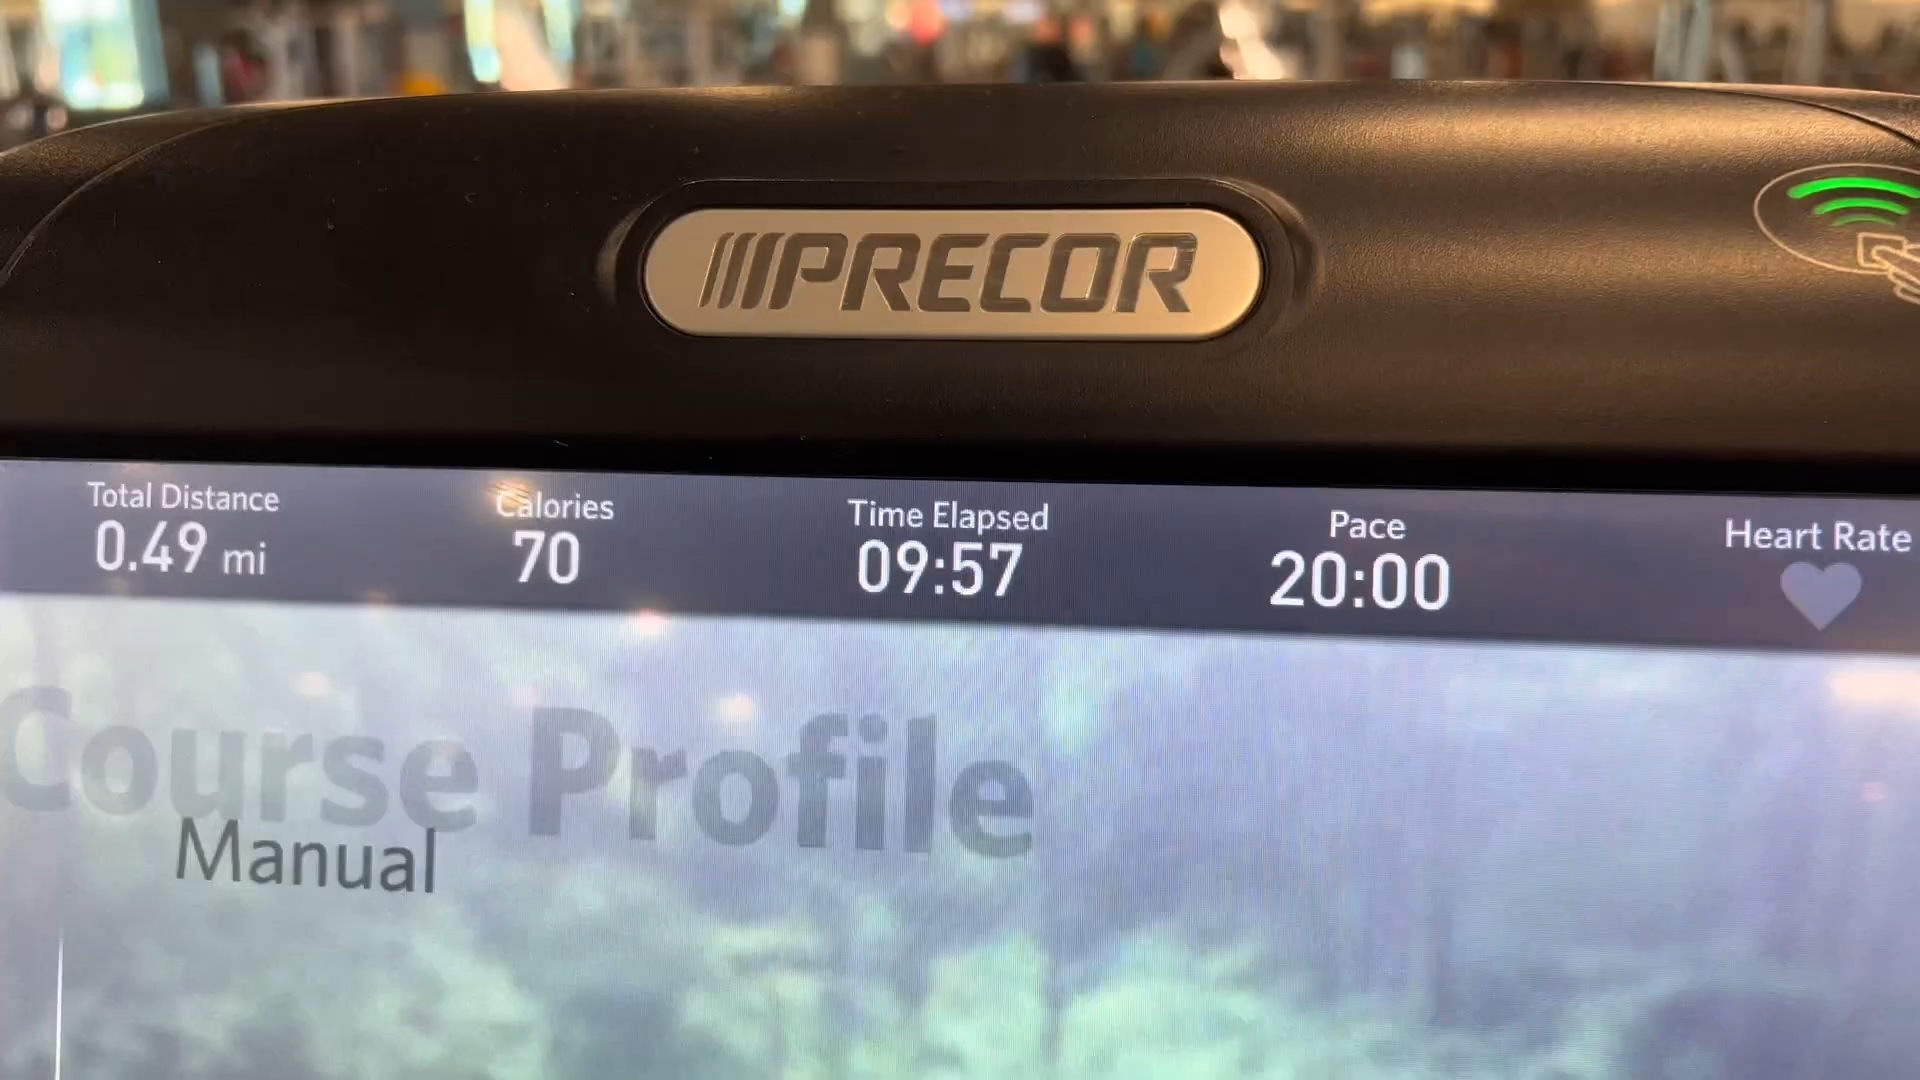 PRECOR
Total Distance
0.49 mi
Calories
70
Time Elapsed
09:57
Pace
20:00
Heart Rate
Course Profile
Manual